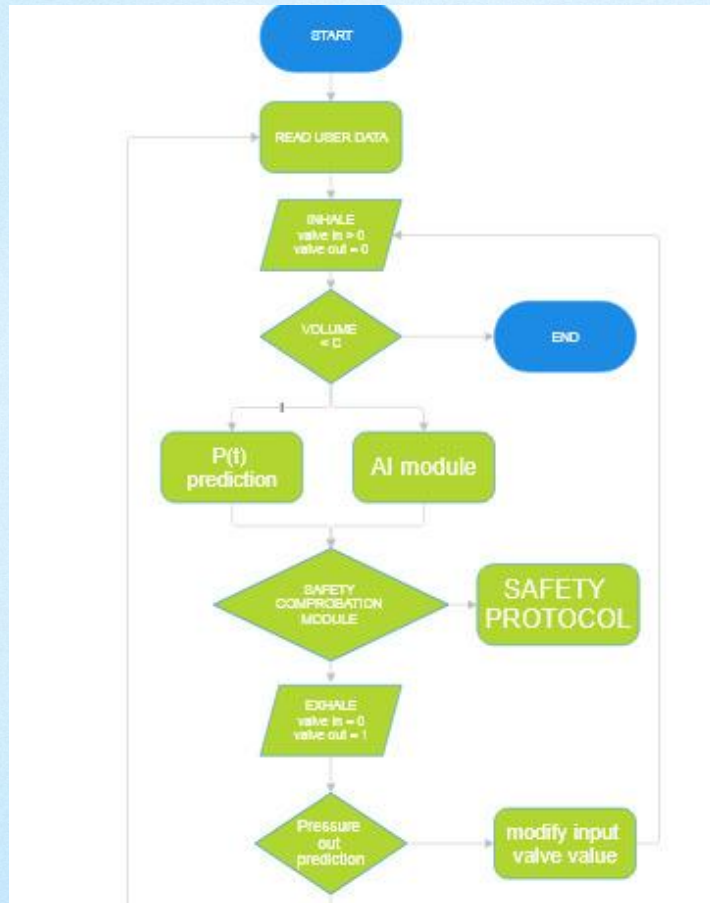 START
READ USER DATA
INHALE
valve in > 0
valve out = 0
VOLUME
< C
END
P(t)
prediction
AI module
SAFETY
COMPROBATION
MODULE
SAFETY
PROTOCOL
EXHALE
valve in = 0
valve out = 1
Pressure
out
prediction
modify input
valve value